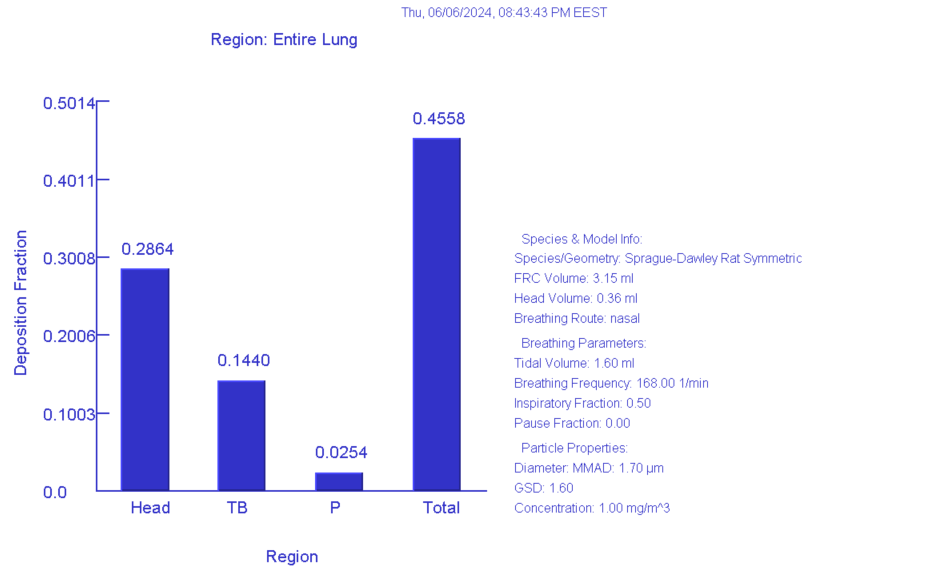 Thu, 06/06/2024, 08:43:43 PM EEST
Region: Entire Lung
0.5014
0.4011
0.3008
0.2006
0.1003
0.0
Deposition Fraction
0.2864
0.1440
0.0254
0.4558
Head
TB
P
Total
Region
Species & Model Info:
Species/Geometry: Sprague-Dawley Rat Symmetric
FRC Volume: 3.15 ml
Head Volume: 0.36 ml
Breathing Route: nasal
Breathing Parameters:
Tidal Volume: 1.60 ml
Breathing Frequency: 168.00 1/min
Inspiratory Fraction: 0.50
Pause Fraction: 0.00
Particle Properties:
Diameter: MMAD: 1.70 µm
GSD: 1.60
Concentration: 1.00 mg/m^3